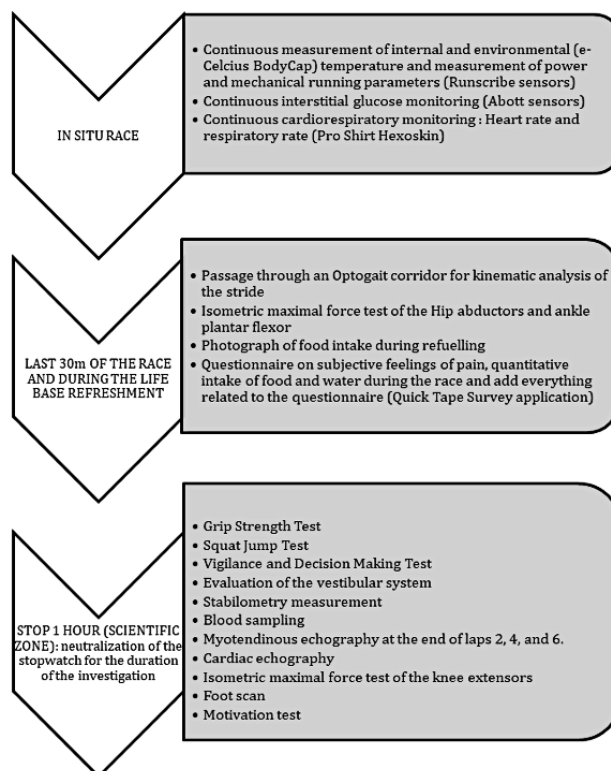 IN SITU RACE
• Continuous measurement of internal and environmental (e-
Celcius BodyCap) temperature and measurement of power
and mechanical running parameters (Runscribe sensors)
• Continuous interstitial glucose monitoring (Abott sensors)
• Continuous cardiorespiratory monitoring : Heart rate and
respiratory rate (Pro Shirt Hexoskin)
LAST 30m OF THE RACE
AND DURING THE LIFE
BASE REFRESHMENT
• Passage through an Optogait corridor for kinematic analysis of
the stride
• Isometric maximal force test of the Hip abductors and ankle
plantar flexor
• Photograph of food intake during refuelling
• Questionnaire on subjective feelings of pain, quantitative
intake of food and water during the race and add everything
related to the questionnaire (Quick Tape Survey application)
STOP 1 HOUR (SCIENTIFIC
ZONE): neutralization of the
stopwatch for the duration
of the investigation
• Grip Strength Test
• Squat Jump Test
• Vigilance and Decision Making Test
• Evaluation of the vestibular system
• Stabilometry measurement
• Blood sampling
• Myotendinous echography at the end of laps 2, 4, and 6.
• Cardiac echography
• Isometric maximal force test of the knee extensors
• Foot scan
• Motivation test